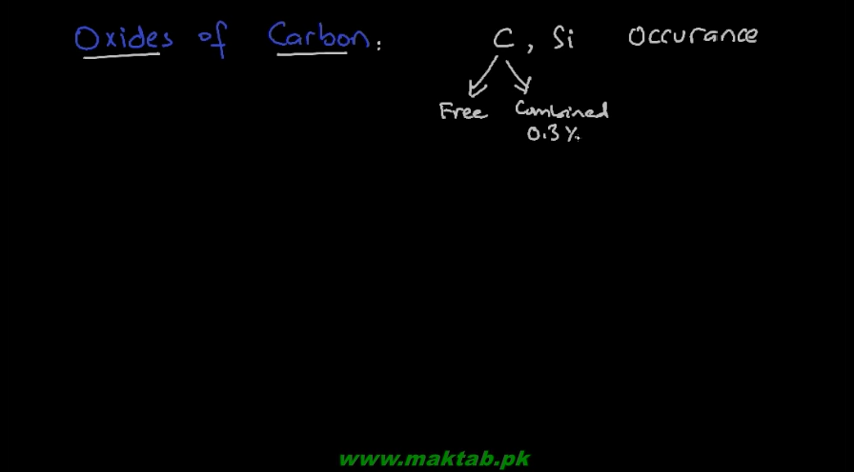 Oxides of Carbon:
C, Si Occurance
Free Combined
0.3%
www.maktab.pk